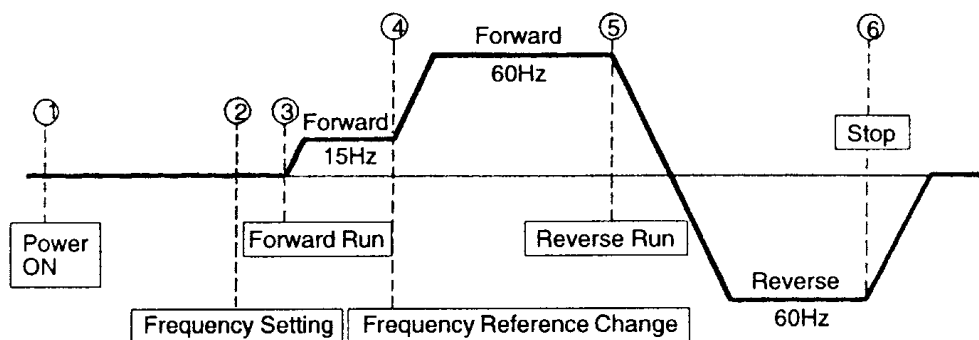 ① ② ③ ④ ⑤ ⑥
Forward
60Hz
Forward
15Hz
Stop
Power
ON
Forward Run
Reverse Run
Reverse
60Hz
Frequency Setting
Frequency Reference Change